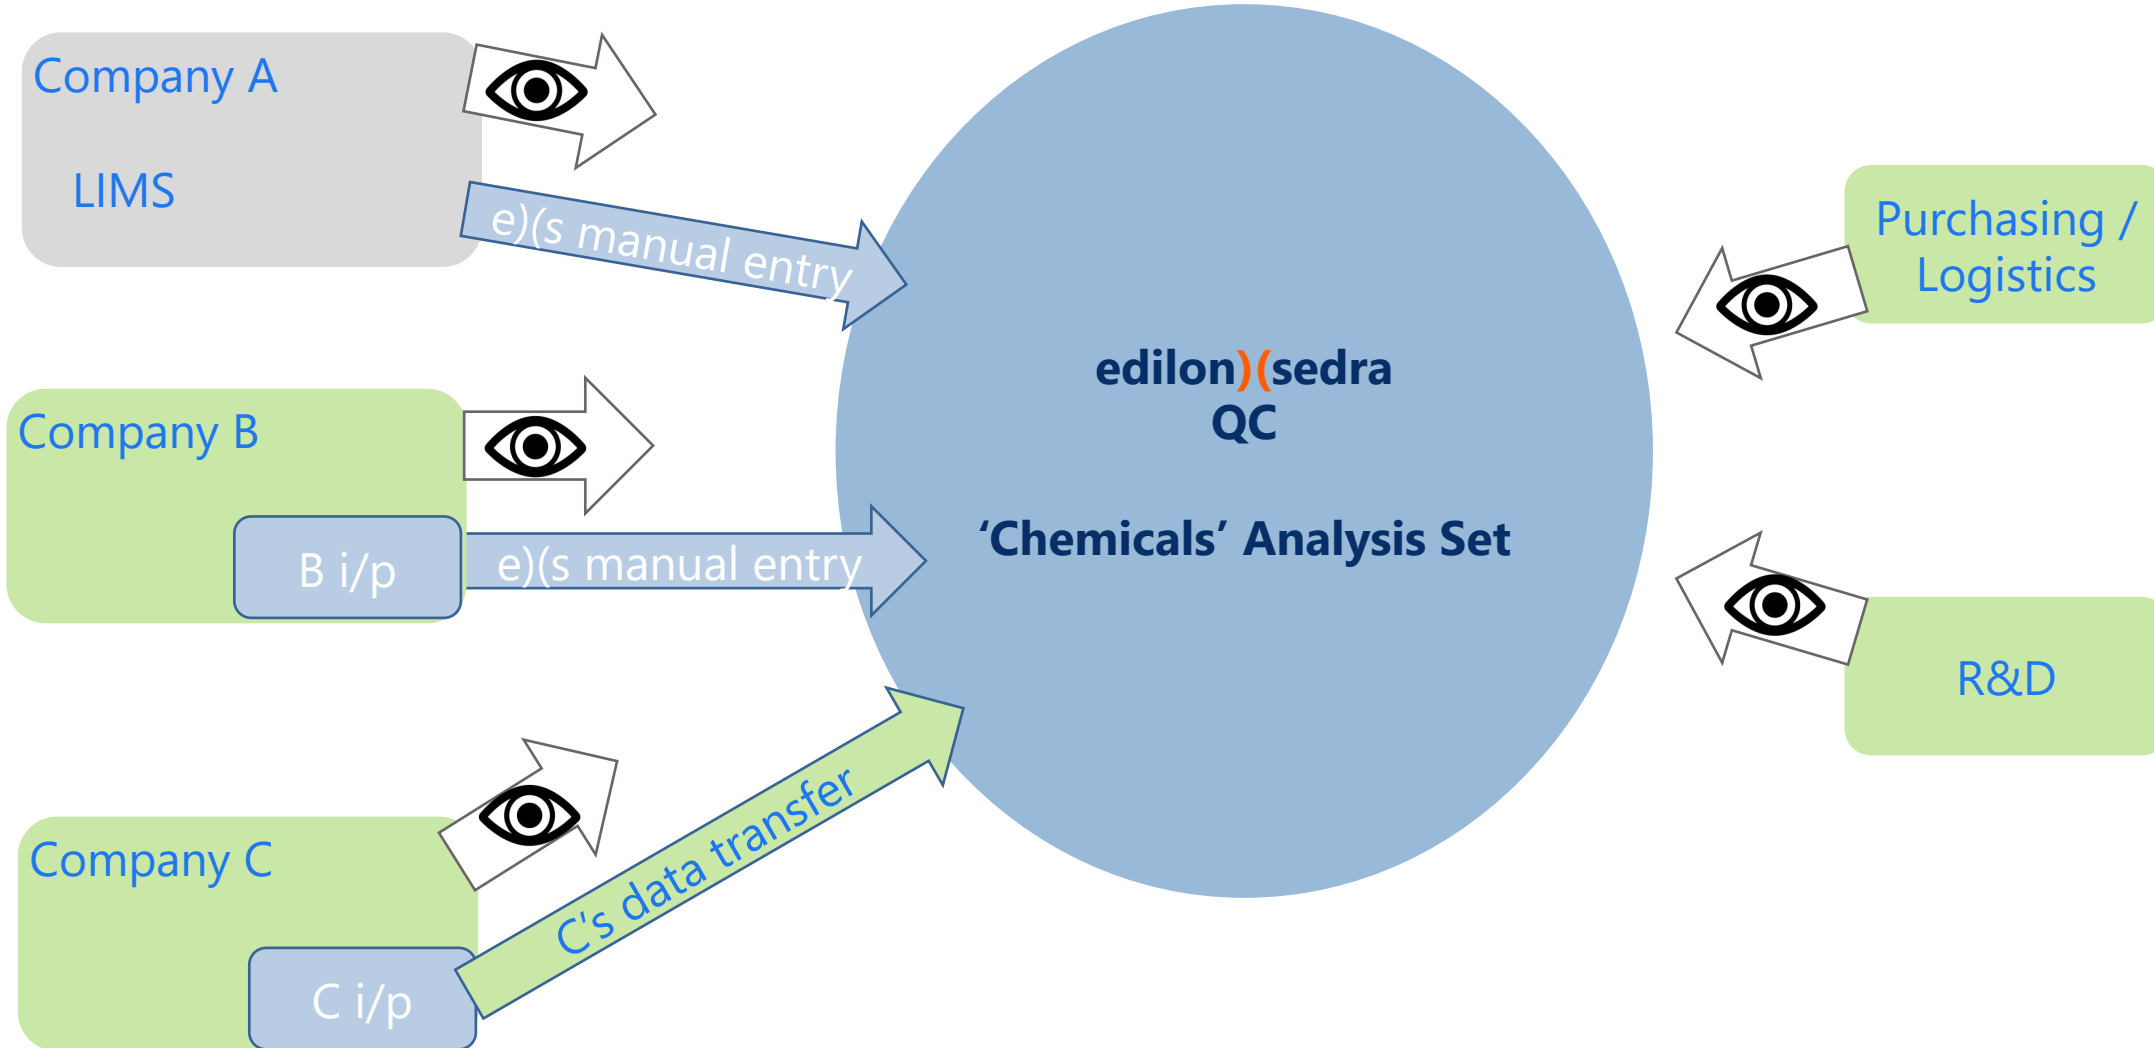 Company A
LIMS
e)(s manual entry
Company B
B i/p
e)(s manual entry
Company C
C i/p
C's data transfer
edilon)(sedra
QC
‘Chemicals’ Analysis Set
Purchasing /
Logistics
R&D